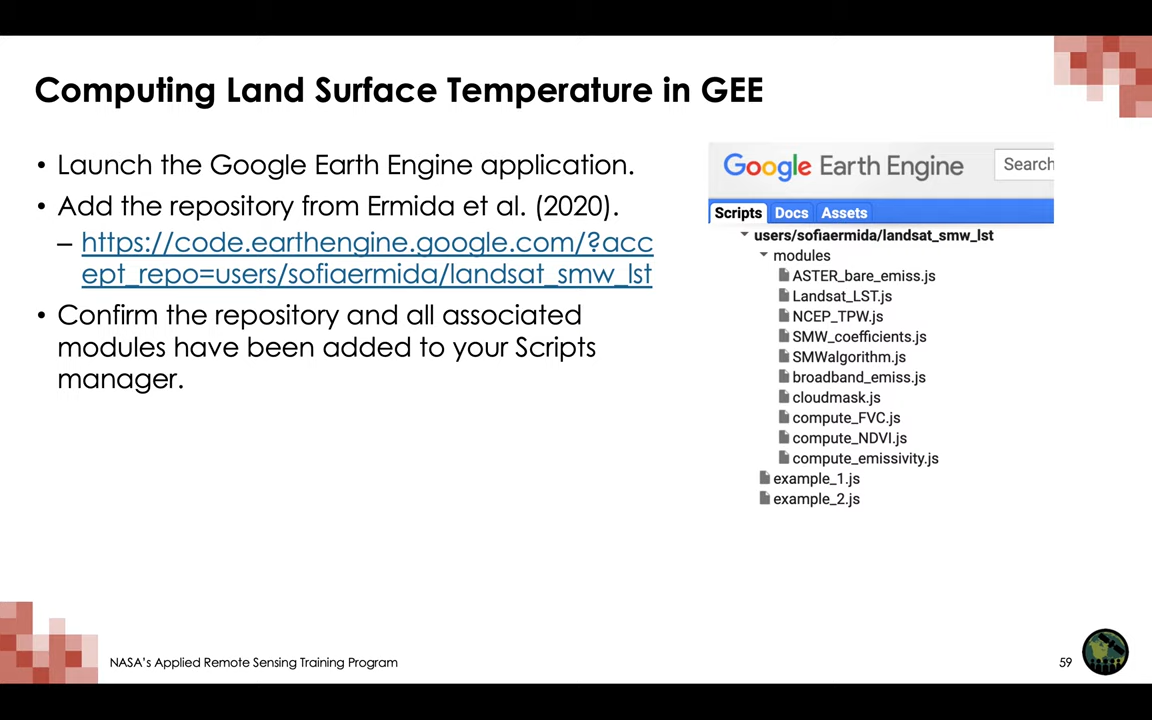 Computing Land Surface Temperature in GEE
• Launch the Google Earth Engine application.
• Add the repository from Ermida et al. (2020).
– https://code.earthengine.google.com/?acc
ept_repo=users/sofiaermida/landsat_smw_lst
• Confirm the repository and all associated
modules have been added to your Scripts
manager.
Google Earth Engine Search
Scripts Docs Assets
users/sofiaermida/landsat_smw_lst
modules
ASTER_bare_emiss.js
Landsat_LST.js
NCEP_TPW.js
SMW_coefficients.js
SMWalgorithm.js
broadband_emiss.js
cloudmask.js
compute_FVC.js
compute_NDVI.js
compute_emissivity.js
example_1.js
example_2.js
NASA's Applied Remote Sensing Training Program
59